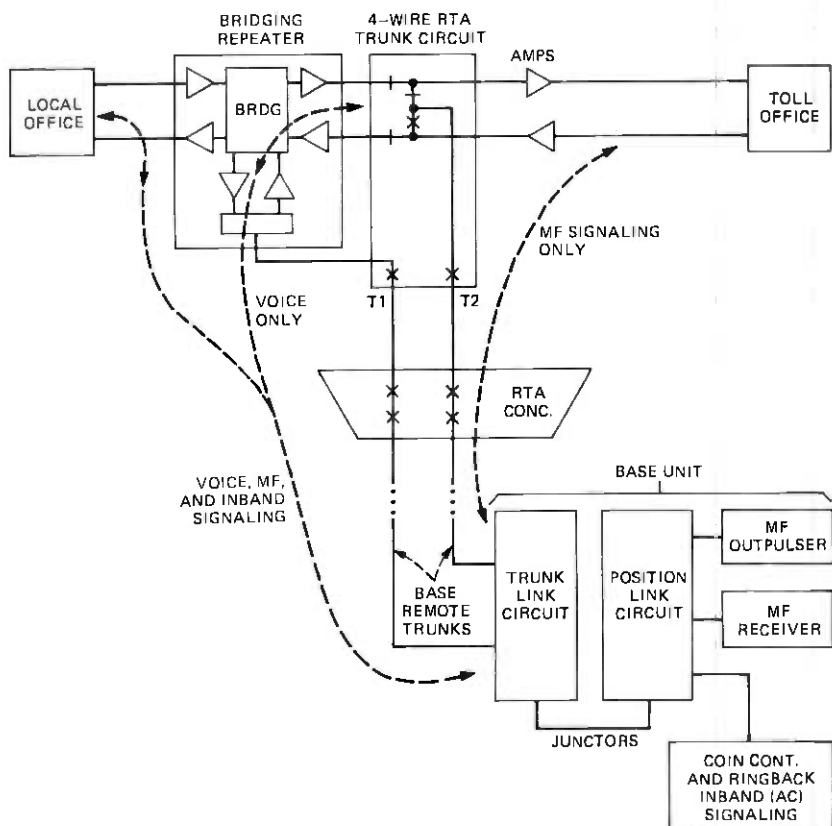 BRIDGING
REPEATER
4-WIRE RTA
TRUNK CIRCUIT
AMPS
LOCAL
OFFICE
BRDG
TOLL
OFFICE
MF SIGNALING
ONLY
VOICE
ONLY
T1
T2
RTA
CONC.
VOICE, MF,
AND INBAND
SIGNALING
BASE UNIT
BASE
REMOTE
TRUNKS
TRUNK
LINK
CIRCUIT
POSITION
LINK
CIRCUIT
MF
OUTPULSER
MF
RECEIVER
JUNCTORS
COIN CONT.
AND RINGBACK
INBAND (AC)
SIGNALING